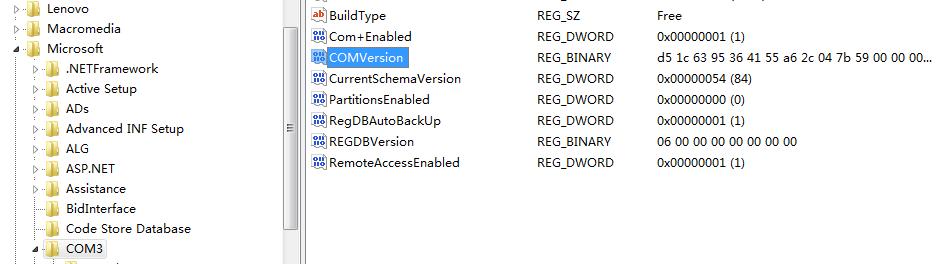 Lenovo
Macromedia
Microsoft
.NETFramework
Active Setup
ADs
Advanced INF Setup
ALG
ASP.NET
Assistance
BidInterface
Code Store Database
COM3
BuildType REG_SZ Free
Com+Enabled REG_DWORD 0x00000001 (1)
COMVersion REG_BINARY d5 1c 63 95 36 41 55 a6 2c 04 7b 59 00 00 00...
CurrentSchemaVersion REG_DWORD 0x00000054 (84)
PartitionsEnabled REG_DWORD 0x00000000 (0)
RegDBAutoBackUp REG_DWORD 0x00000001 (1)
REGDBVersion REG_BINARY 06 00 00 00 00 00 00 00
RemoteAccessEnabled REG_DWORD 0x00000001 (1)